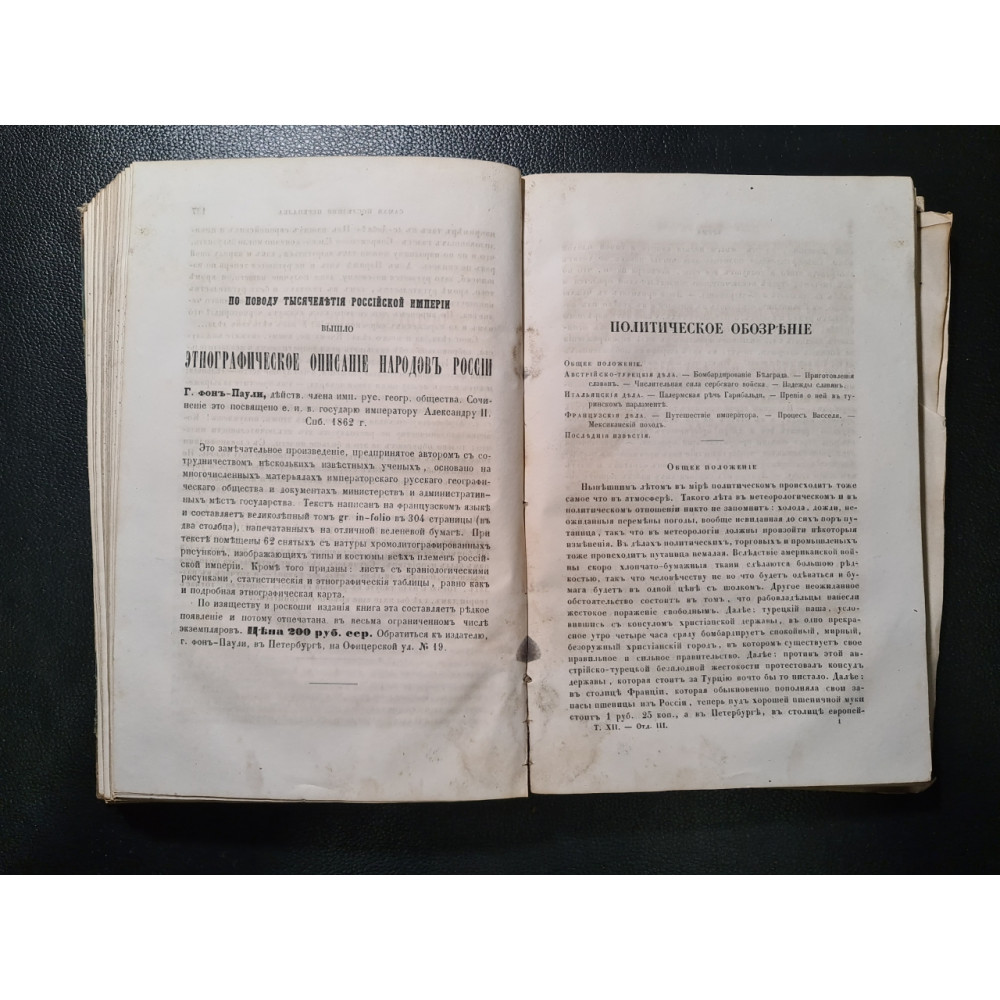 ПО ПОВОДУ ТЫСЯЧЕЛѢТІЯ РОССІЙСКОЙ ИМПЕРІИ
ВЫШЛО
ЭТНОГРАФИЧЕСКОЕ ОПИСАНІЕ НАРОДОВЪ РОССІИ
Г. фонъ-Паули, дѣйств. члена имп. рус. геогр. общества. Сочи-
неніе это посвящено е. и. в. государю императору Александру II.
Спб. 1862 г.
Это замѣчательное произведеніе, предпринятое авторомъ съ со-
трудничествомъ нѣсколькихъ извѣстныхъ ученыхъ, основано на
многочисленныхъ матерьялахъ императорскаго русскаго географиче-
скаго общества и документахъ министерствъ и административ-
ныхъ мѣстъ государства. Текстъ написанъ на французскомъ языкѣ
и составляетъ великолѣпный томъ gr in-folio въ 304 страницы (въ
два столбца), напечатанныхъ на отличной веленевой бумагѣ. При
текстѣ помѣщены 62 снятыхъ съ натуры хромолитографированныхъ
рисунковъ, изображающихъ типы и костюмы всѣхъ племенъ россій-
ской имперіи. Кромѣ того приданы: листъ съ краніологическими
рисунками, статистическія и этнографическія таблицы, равно какъ
и подробная этнографическая карта.
По изяществу и роскоши изданія книга эта составляетъ рѣдкое
появленіе и потому отпечатана въ весьма ограниченномъ числѣ
экземпляровъ. Цѣна 200 руб. сер. Обратиться къ издателю,
г. фонъ-Паули, въ Петербургѣ, на Офицерской ул. № 19.
ПОЛИТИЧЕСКОЕ ОБОЗРѢНІЕ
Общее положеніе.
Австрійско-турецкія дѣла. — Бомбардированіе Бѣлграда. — Приготовленія
славян. — Числительная сила сербскаго войска. — Надежды славянъ.
Итальянскія дѣла. — Палермская рѣчь Гарибальди. — Пренія о ней въ ту-
ринскомъ парламентѣ.
Французскія дѣла. — Путешествіе императора. — Процесъ Васселя. —
Мексиканскій походъ.
Послѣднія извѣстія.
Общее положеніе
Нынѣшнимъ лѣтомъ въ мірѣ политическомъ происходитъ тоже
самое что въ атмосферѣ. Такого лѣта въ метеорологическомъ и въ
политическомъ отношеніи никто не запомнитъ: холода, дожди, не-
ожиданныя перемѣны погоды, вообще невиданная до сихъ поръ пу-
таница, такъ что въ метеорологіи должны произойти нѣкоторыя
измѣненія. Въ дѣлахъ политическихъ, торговыхъ и промышленыхъ
тоже происходитъ путаница немалая. Вслѣдствіе американской вой-
ны скоро хлопчато-бумажныя ткани сдѣлаются большою рѣд-
костью, такъ что человѣчеству не во что будетъ одѣваться и бу-
мага будетъ въ одной цѣнѣ съ шолкомъ. Другое неожиданное
обстоятельство состоитъ въ томъ, что рабовладѣльцы нанесли
жестокое пораженіе свободнымъ. Далѣе: турецкій паша, усло-
вившись съ консуломъ христіанской державы, въ одно прекрас-
ное утро четыре часа сряду бомбардируетъ спокойный, мирный,
безоружный христіанскій городъ, въ которомъ существуетъ свое
правильное и сильное правительство. Далѣе: противъ этой ав-
стрійско-турецкой безплодной жестокости протестовалъ консулъ
державы, которая стоитъ за Турцію вочто бы то нистало. Далѣе:
въ столицѣ Франціи, которая обыкновенно пополняла свои за-
пасы пшеницы изъ Россіи, теперь пудъ хорошей пшеничной муки
стоитъ 1 руб. 25 коп., а въ Петербургѣ, въ столицѣ европей-
Т. XII. — Отд. III. 1